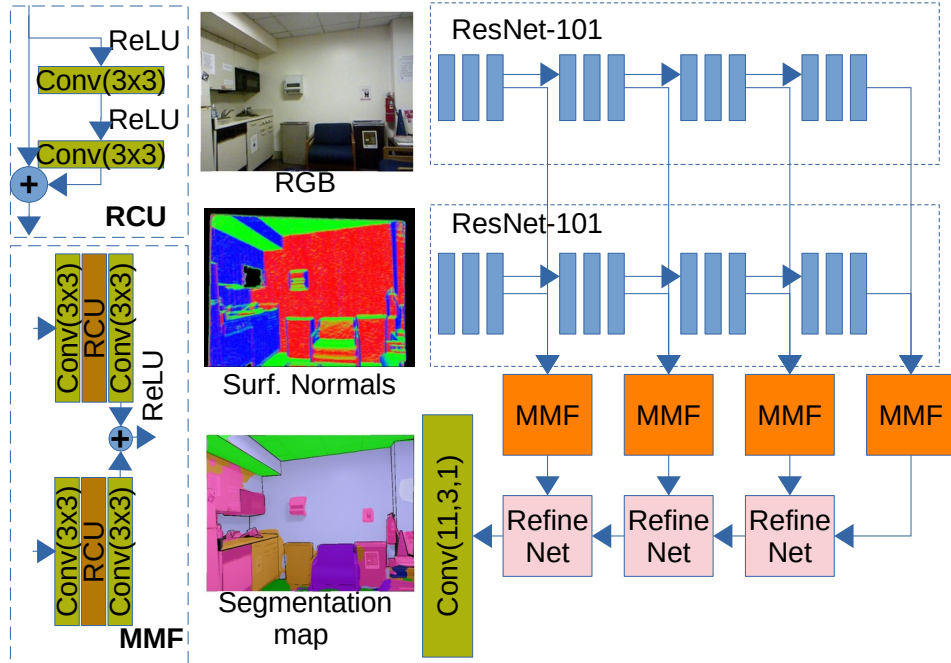 ReLU
Conv(3x3)
ReLU
Conv(3x3)
+
RCU
Conv(3x3)
RCU
Conv(3x3)
ReLU
+
Conv(3x3)
RCU
Conv(3x3)
MMF
RGB
Surf. Normals
Segmentation
map
ResNet-101
ResNet-101
MMF
MMF
MMF
MMF
Refine
Net
Refine
Net
Refine
Net
Conv(11,3,1)